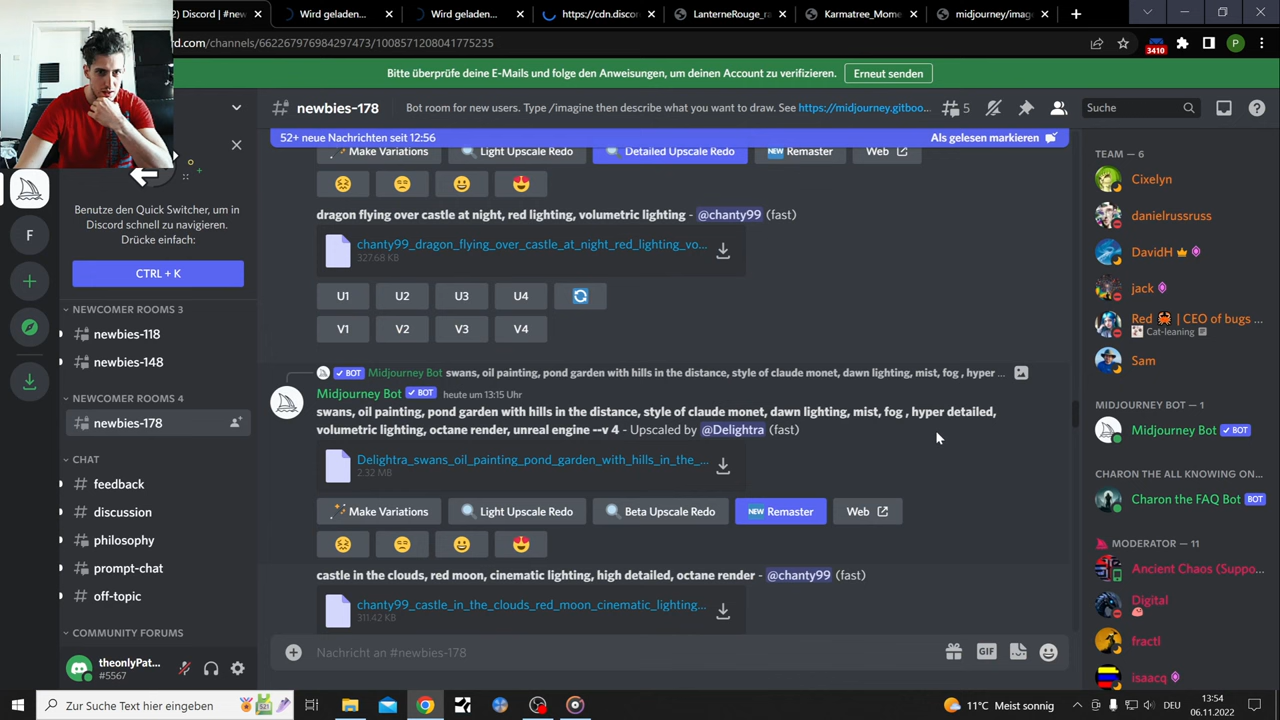 2) Discord | #new
Wird geladen...
Wird geladen...
https://cdn.disco
LanterneRouge_ra
Karmatree_Mome
midjourney/imag
rd.com/channels/662267976984297473/1008571208041775235
3410
P
Bitte überprüfe deine E-Mails und folge den Anweisungen, um deinen Account zu verifizieren.
Erneut senden
newbies-178
Bot room for new users. Type /imagine then describe what you want to draw. See https://midjourney.gitboo...
5
Suche
52+ neue Nachrichten seit 12:56
Als gelesen markieren
Make Variations
Light Upscale Redo
Detailed Upscale Redo
NEW Remaster
Web
dragon flying over castle at night, red lighting, volumetric lighting - @chanty99 (fast)
chanty99_dragon_flying_over_castle_at_night_red_lighting_vo...
327.68 KB
U1
U2
U3
U4
V1
V2
V3
V4
BOT Midjourney Bot swans, oil painting, pond garden with hills in the distance, style of claude monet, dawn lighting, mist, fog , hyper ...
Midjourney Bot BOT heute um 13:15 Uhr
swans, oil painting, pond garden with hills in the distance, style of claude monet, dawn lighting, mist, fog , hyper detailed,
volumetric lighting, octane render, unreal engine --v 4 - Upscaled by @Delightra (fast)
Delightra_swans_oil_painting_pond_garden_with_hills_in_the_...
2.32 MB
Make Variations
Light Upscale Redo
Beta Upscale Redo
NEW Remaster
Web
castle in the clouds, red moon, cinematic lighting, high detailed, octane render - @chanty99 (fast)
chanty99_castle_in_the_clouds_red_moon_cinematic_lighting...
311.42 KB
Nachricht an #newbies-178
GIF
Benutze den Quick Switcher, um in
Discord schnell zu navigieren.
Drücke einfach:
CTRL + K
F
NEWCOMER ROOMS 3
newbies-118
newbies-148
NEWCOMER ROOMS 4
newbies-178
CHAT
feedback
discussion
philosophy
prompt-chat
off-topic
COMMUNITY FORUMS
theonlyPat...
#5567
TEAM — 6
Cixelyn
danielrussruss
DavidH
jack
Red | CEO of bugs ...
Cat-leaning
Sam
MIDJOURNEY BOT — 1
Midjourney Bot BOT
CHARON THE ALL KNOWING ON...
Charon the FAQ Bot BOT
MODERATOR — 11
Ancient Chaos (Suppo...
Digital
fractl
isaacq
Zur Suche Text hier eingeben
11°C Meist sonnig
DEU
13:54
06.11.2022